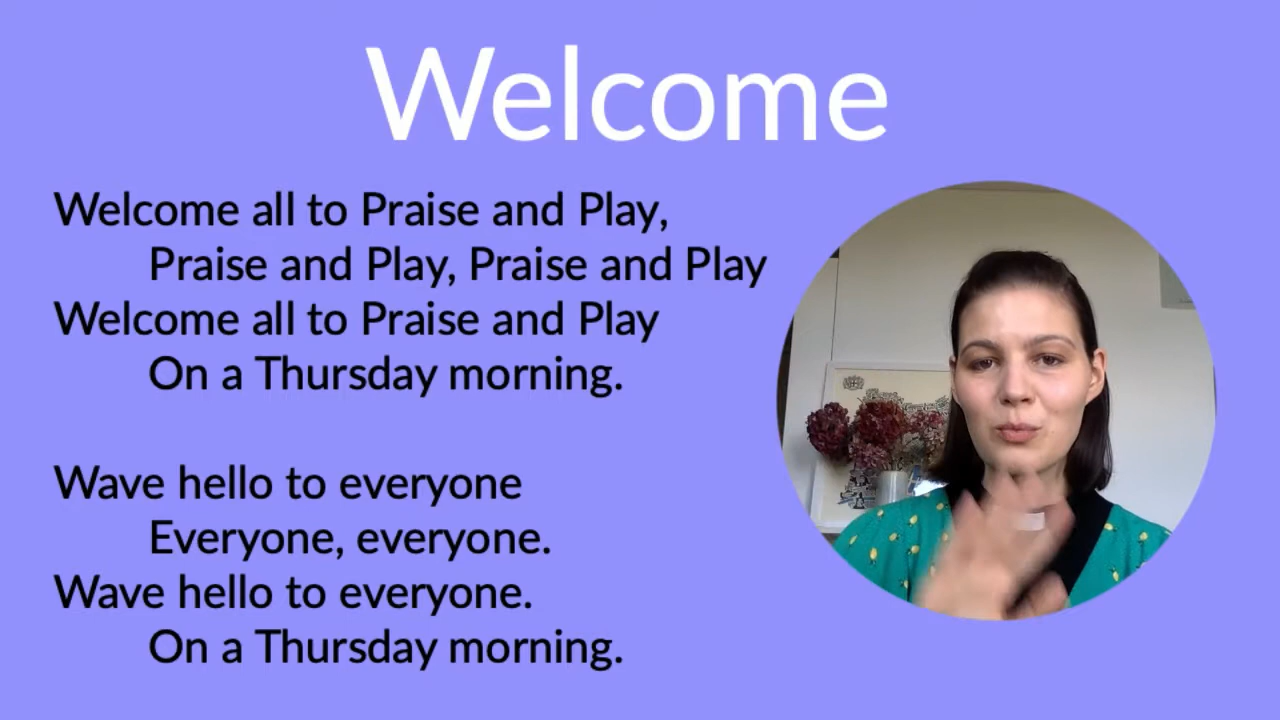 Welcome
Welcome all to Praise and Play,
Praise and Play, Praise and Play
Welcome all to Praise and Play
On a Thursday morning.
Wave hello to everyone
Everyone, everyone.
Wave hello to everyone.
On a Thursday morning.